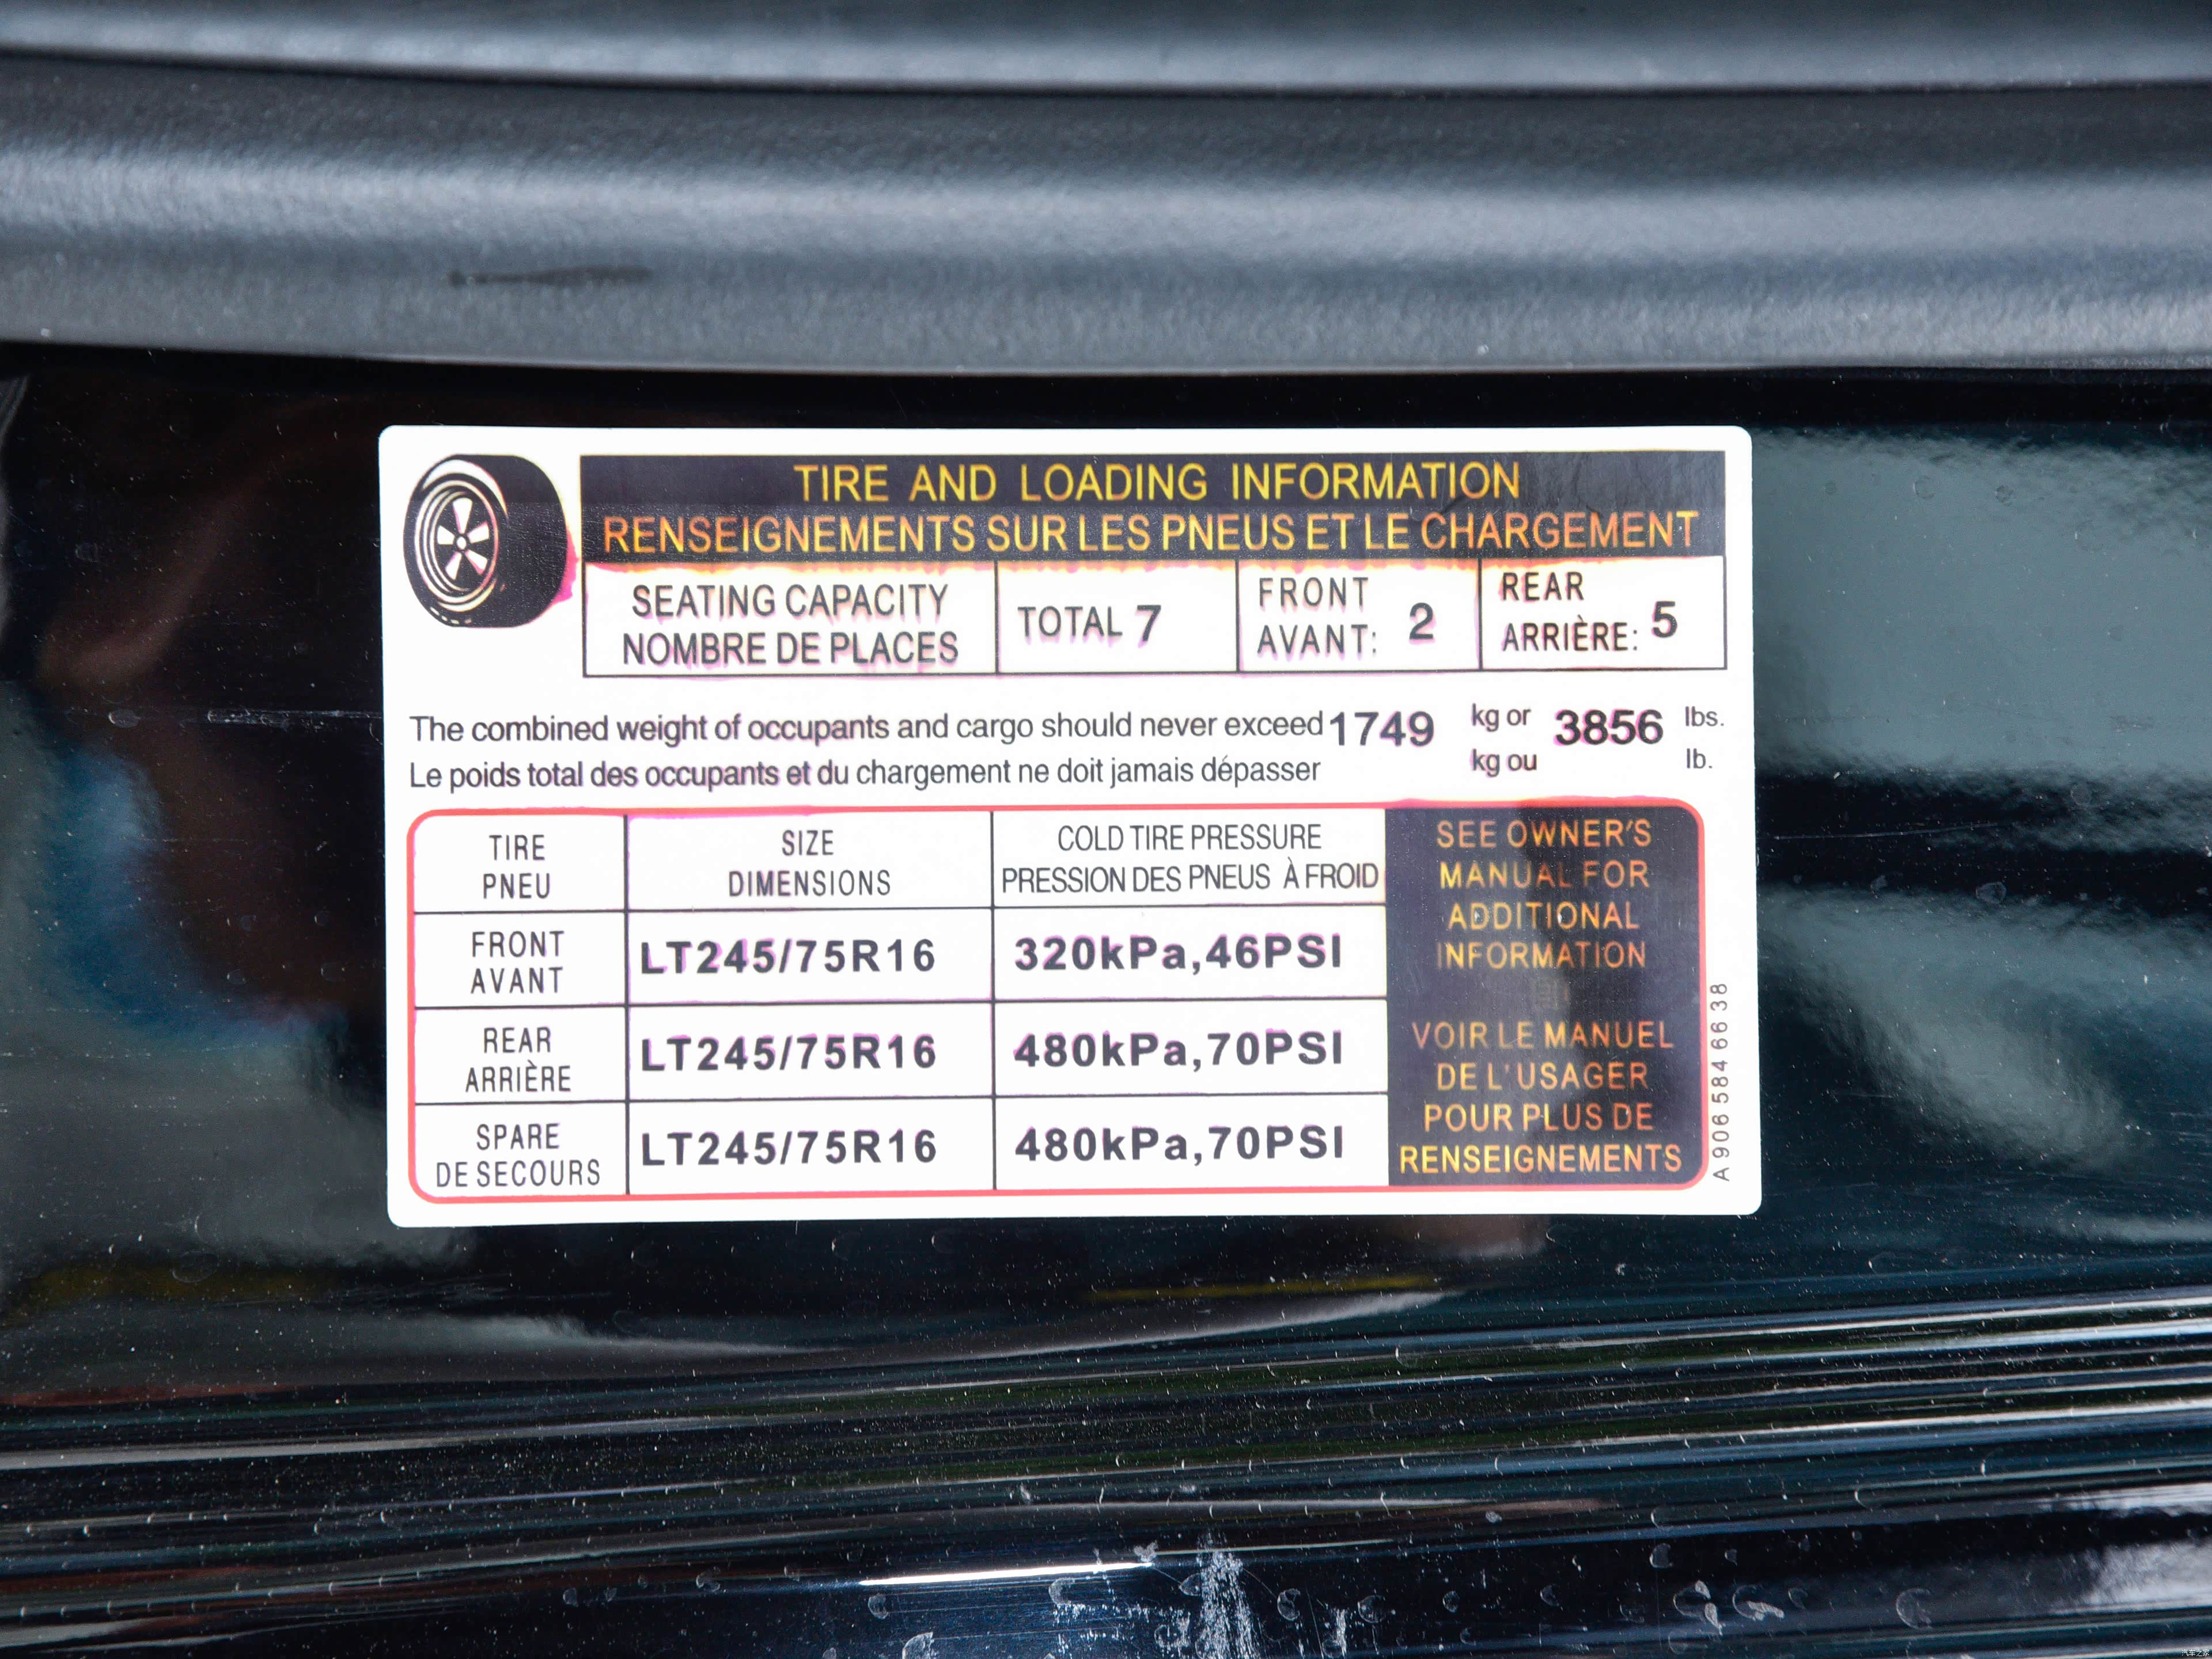 TIRE AND LOADING INFORMATION
RENSEIGNEMENTS SUR LES PNEUS ET LE CHARGEMENT
SEATING CAPACITY
NOMBRE DE PLACES
TOTAL 7
FRONT
AVANT: 2
REAR
ARRIÈRE: 5
The combined weight of occupants and cargo should never exceed 1749 kg or 3856 lbs.
Le poids total des occupants et du chargement ne doit jamais dépasser kg ou lb.
TIRE
PNEU
SIZE
DIMENSIONS
COLD TIRE PRESSURE
PRESSION DES PNEUS À FROID
FRONT
AVANT
LT245/75R16
320kPa,46PSI
REAR
ARRIÈRE
LT245/75R16
480kPa,70PSI
SPARE
DE SECOURS
LT245/75R16
480kPa,70PSI
SEE OWNER'S
MANUAL FOR
ADDITIONAL
INFORMATION
VOIR LE MANUEL
DE L'USAGER
POUR PLUS DE
RENSEIGNEMENTS
A 906 584 66 38